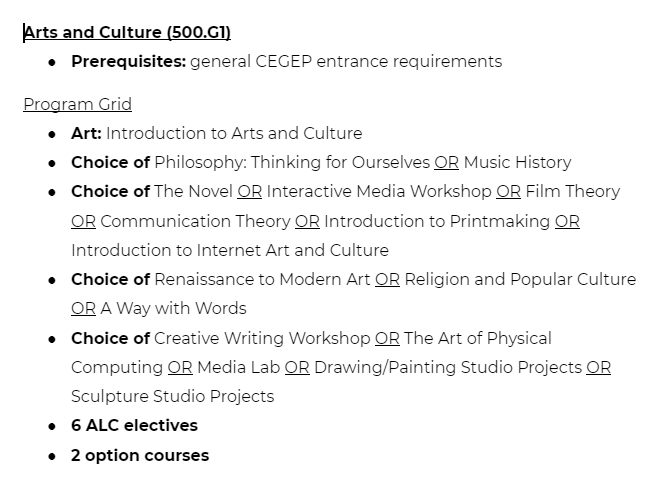 Arts and Culture (500.G1)
• Prerequisites: general CEGEP entrance requirements
Program Grid
• Art: Introduction to Arts and Culture
• Choice of Philosophy: Thinking for Ourselves OR Music History
• Choice of The Novel OR Interactive Media Workshop OR Film Theory
OR Communication Theory OR Introduction to Printmaking OR
Introduction to Internet Art and Culture
• Choice of Renaissance to Modern Art OR Religion and Popular Culture
OR A Way with Words
• Choice of Creative Writing Workshop OR The Art of Physical
Computing OR Media Lab OR Drawing/Painting Studio Projects OR
Sculpture Studio Projects
• 6 ALC electives
• 2 option courses